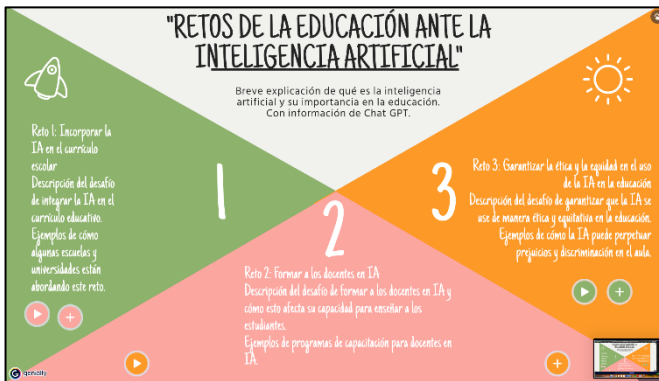 "RETOS DE LA EDUCACIÓN ANTE LA
INTELIGENCIA ARTIFICIAL"
Breve explicación de qué es la inteligencia
artificial y su importancia en la educación.
Con información de Chat GPT.
1
Reto 1: Incorporar la
IA en el currículo
escolar
Descripción del desafío
de integrar la IA en el
currículo educativo.
Ejemplos de cómo
algunas escuelas y
universidades están
abordando este reto.
2
Reto 2: Formar a los docentes en IA
Descripción del desafío de formar a los docentes en IA y
cómo esto afecta su capacidad para enseñar a los
estudiantes.
Ejemplos de programas de capacitación para docentes en
IA.
3
Reto 3: Garantizar la ética y la equidad en el uso
de la IA en la educación
Descripción del desafío de garantizar que la IA se
use de manera ética y equitativa en la educación.
Ejemplos de cómo la IA puede perpetuar
prejuicios y discriminación en el aula.
genially